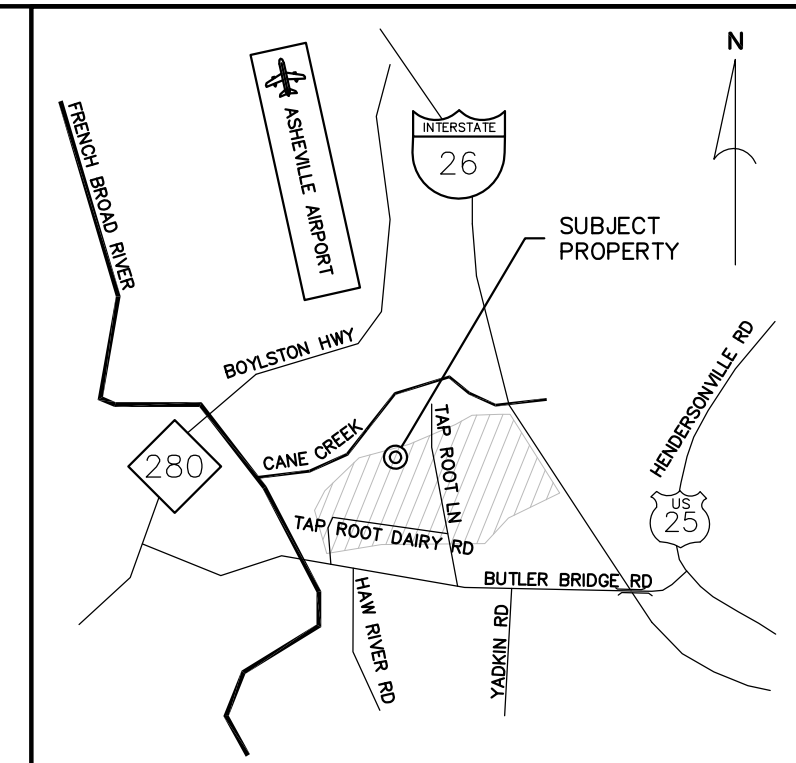 N
INTERSTATE
26
ASHEVILLE AIRPORT
FRENCH BROAD RIVER
SUBJECT
PROPERTY
BOYLSTON HWY
HENDERSONVILLE RD
CANE CREEK
TAP ROOT LN
280
US
25
TAP ROOT DAIRY RD
BUTLER BRIDGE RD
HAW RIVER RD
YADKIN RD